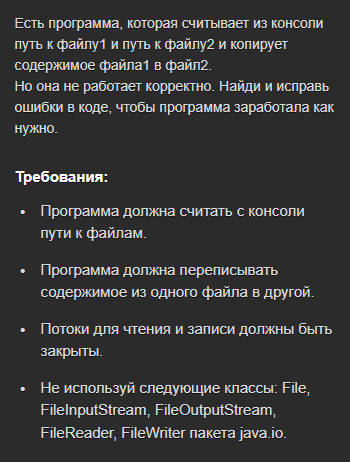 Есть программа, которая считывает из консоли
путь к файлу1 и путь к файлу2 и копирует
содержимое файла1 в файл2.
Но она не работает корректно. Найди и исправь
ошибки в коде, чтобы программа заработала как
нужно.
Требования:
• Программа должна считать с консоли
пути к файлам.
• Программа должна переписывать
содержимое из одного файла в другой.
• Потоки для чтения и записи должны быть
закрыты.
• Не используй следующие классы: File,
FileInputStream, FileOutputStream,
FileReader, FileWriter пакета java.io.